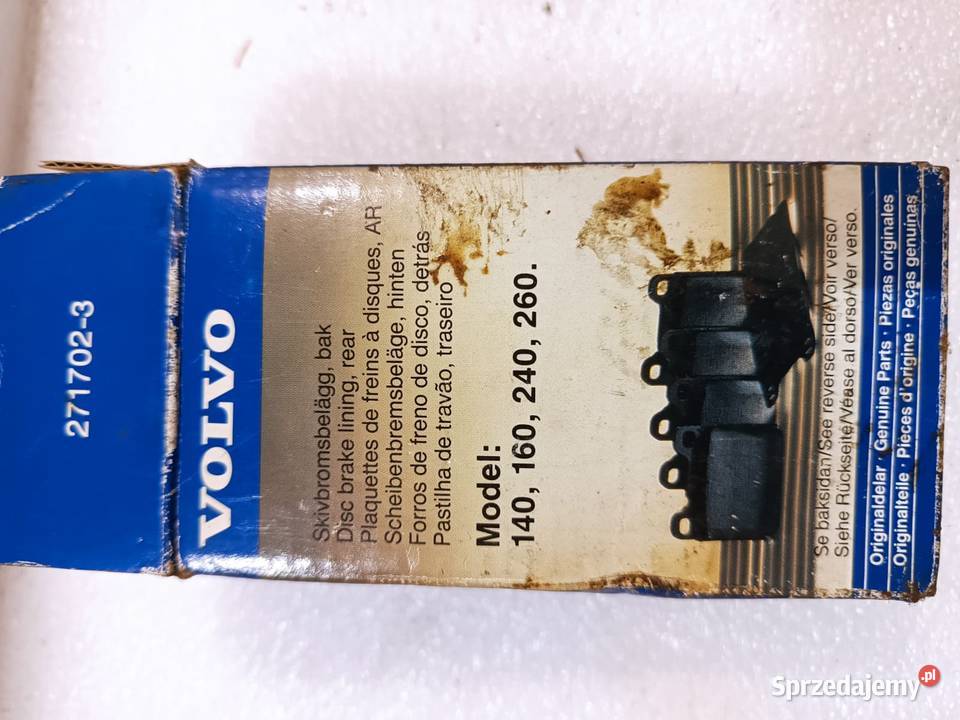 271702-3
VOLVO
Skivbromsbelägg, bak
Disc brake lining, rear
Plaquettes de freins à disques, AR
Scheibenbremsbeläge, hinten
Forros de freno de disco, detrás
Pastilha de travão, traseiro
Model:
140, 160, 240, 260.
Se baksidan/See reverse side/Voir verso/
Siehe Rückseite/Véase al dorso/Ver verso.
Originaldelar · Genuine Parts · Piezas originales
Originalteile · Pièces d'origine · Peças genuínas
Sprzedajemy.pl